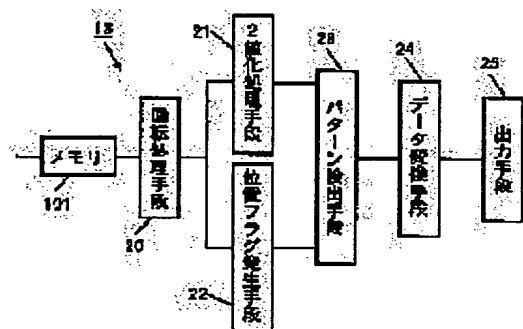 13
メモリ
101
回転処理手段
20
21
2値化処理手段
位置フラグ発生手段
22
23
パターン検出手段
24
データ変換手段
25
出力手段